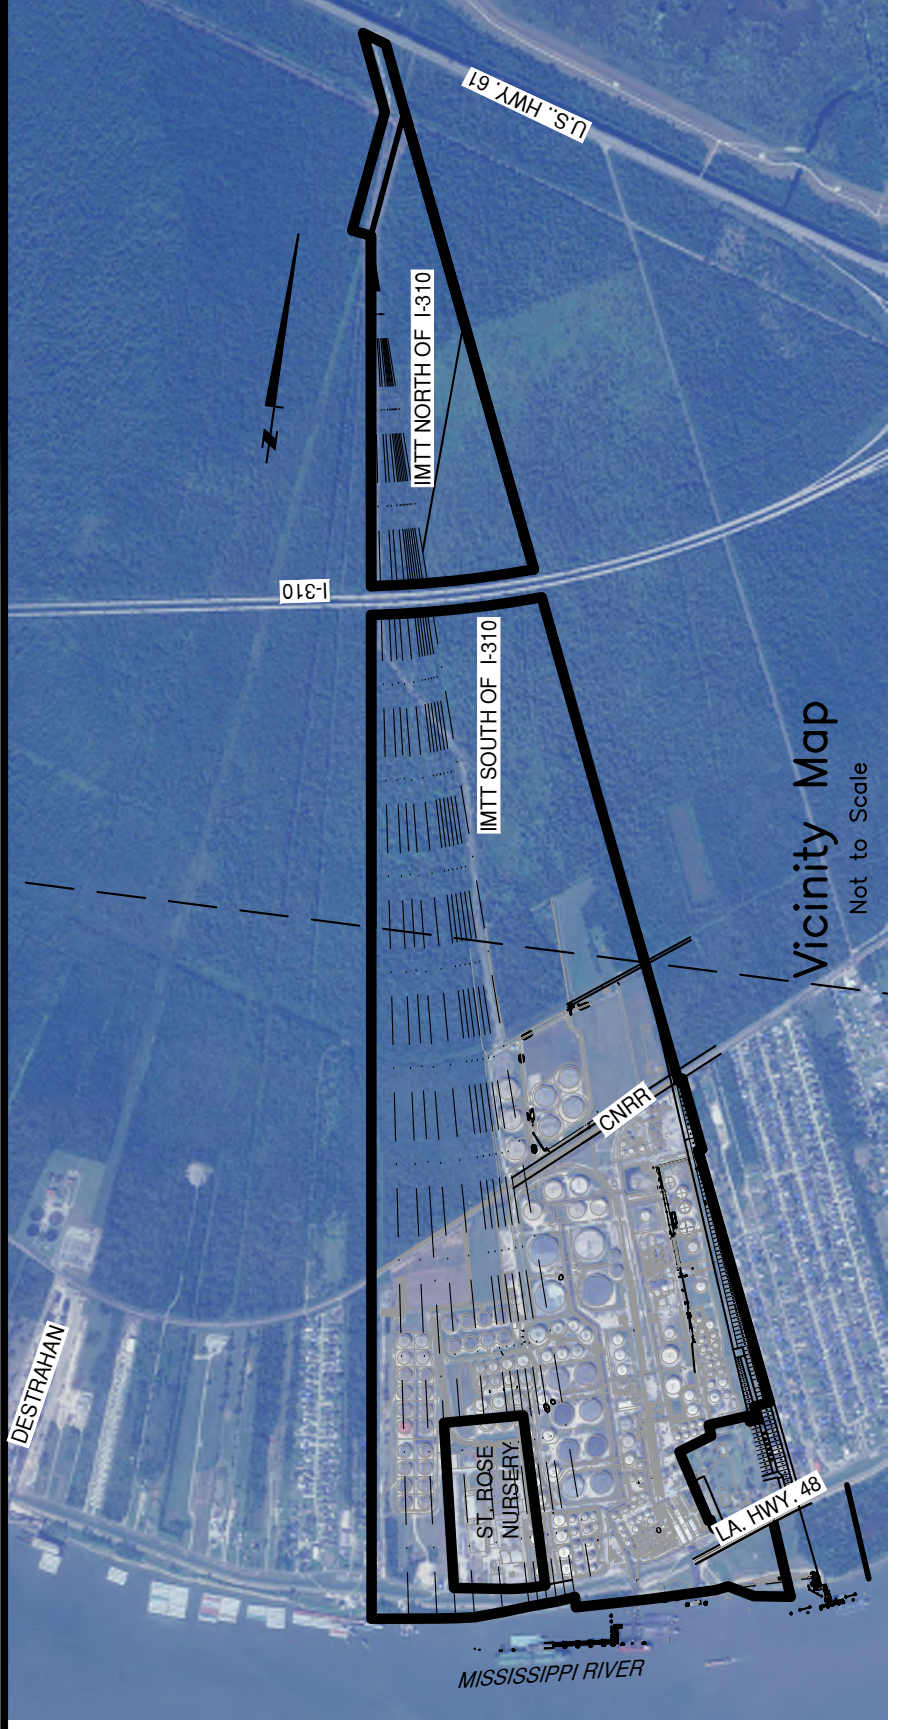 U.S.. HWY. 61
IMTT NORTH OF I-310
I-310
IMTT SOUTH OF I-310
Vicinity Map
Not to Scale
CNRR
DESTRAHAN
ST. ROSE
NURSERY
LA. HWY. 48
MISSISSIPPI RIVER
N